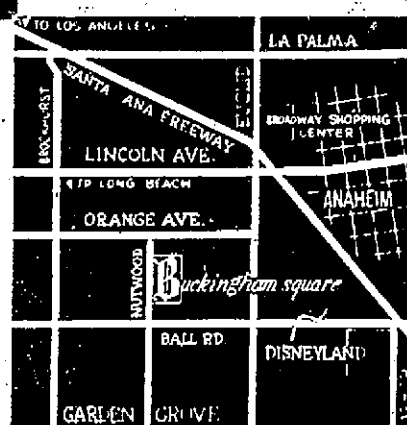 TO LOS ANGELES
LA PALMA
SANTA ANA FREEWAY
BROOKHURST
BROADWAY SHOPPING
CENTER
LINCOLN AVE.
TO LONG BEACH
ANAHEIM
ORANGE AVE.
NUTWOOD
Buckingham square
BALL RD.
DISNEYLAND
GARDEN GROVE